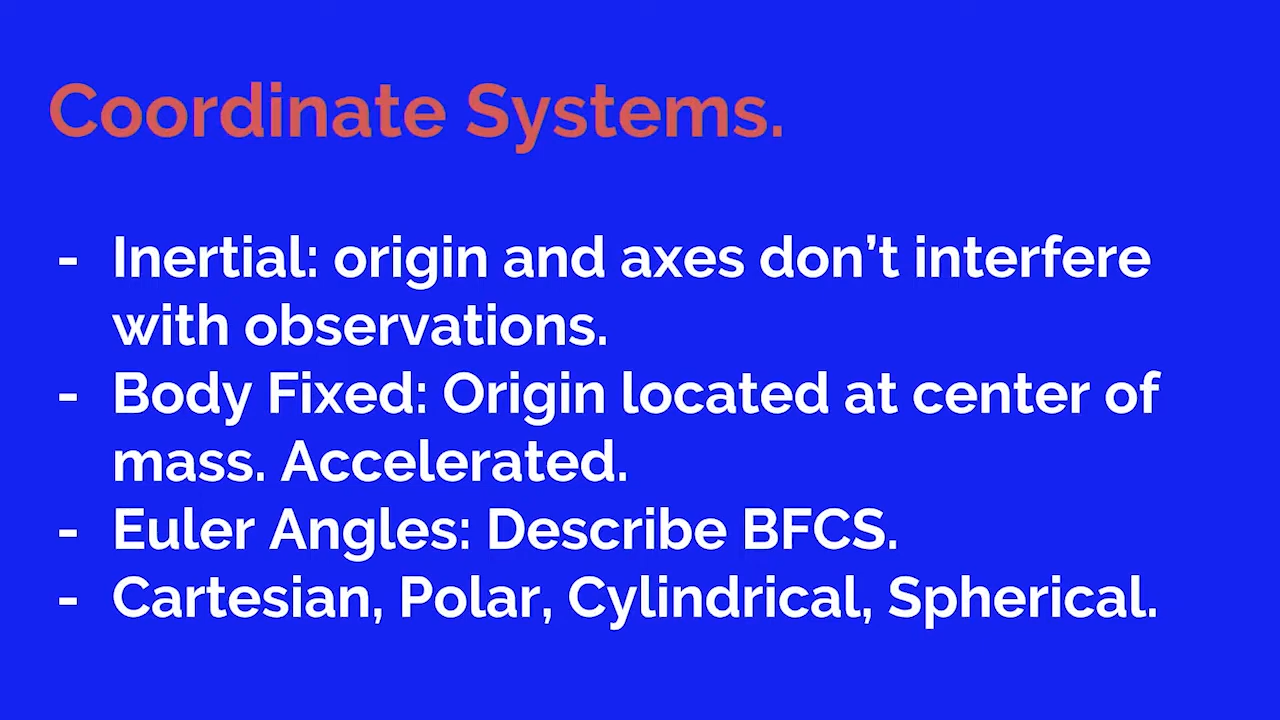 Coordinate Systems.
- Inertial: origin and axes don’t interfere
with observations.
- Body Fixed: Origin located at center of
mass. Accelerated.
- Euler Angles: Describe BFCS.
- Cartesian, Polar, Cylindrical, Spherical.